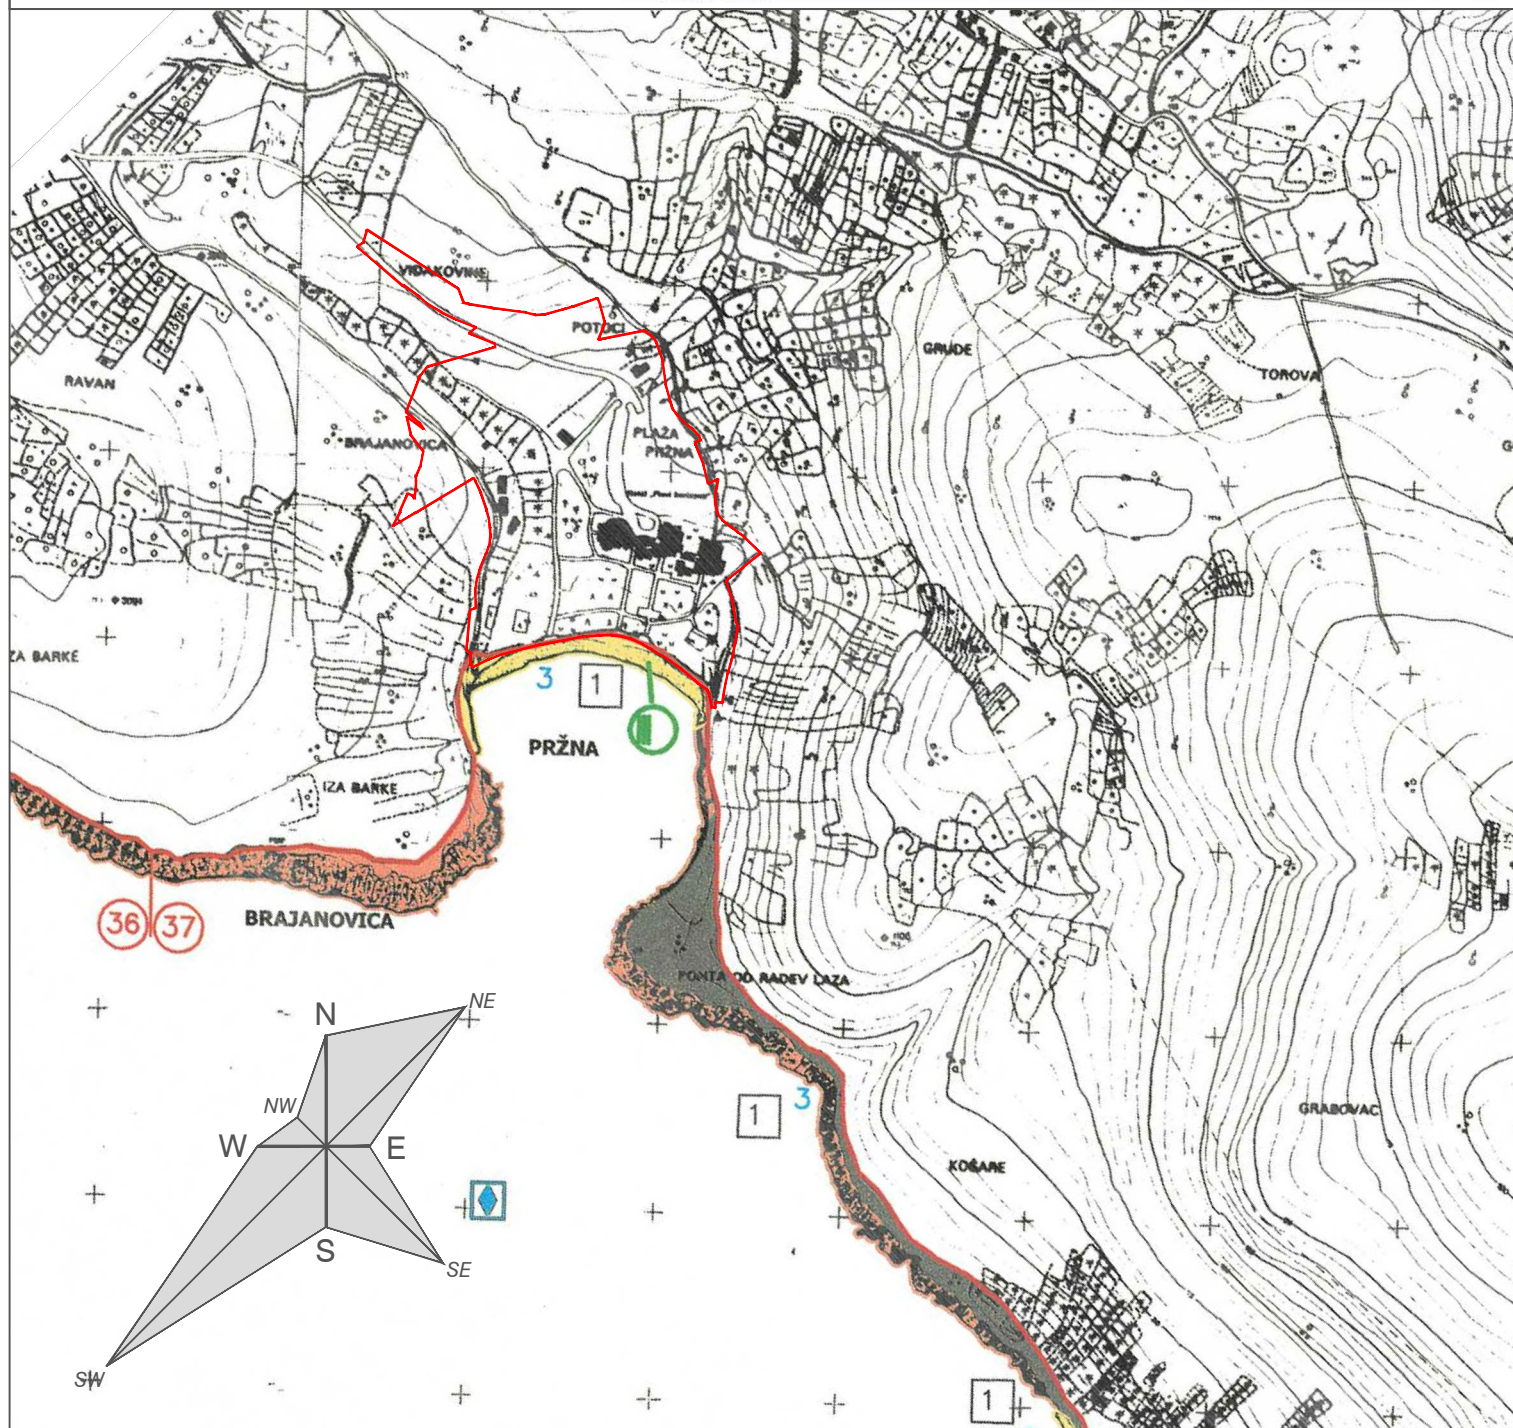 VIDAKOVINE
POTOCI
GRUDE
TOROVA
RAVAN
PLAŽA
PRŽNA
BRAJANOVICA
ZA BARKE
3
1
PRŽNA
IZA BARKE
36
37
BRAJANOVICA
PONTA OD RADEV LAZA
N
NE
NW
W
E
S
SE
SW
3
1
GRABOVAC
KOŠARE
1